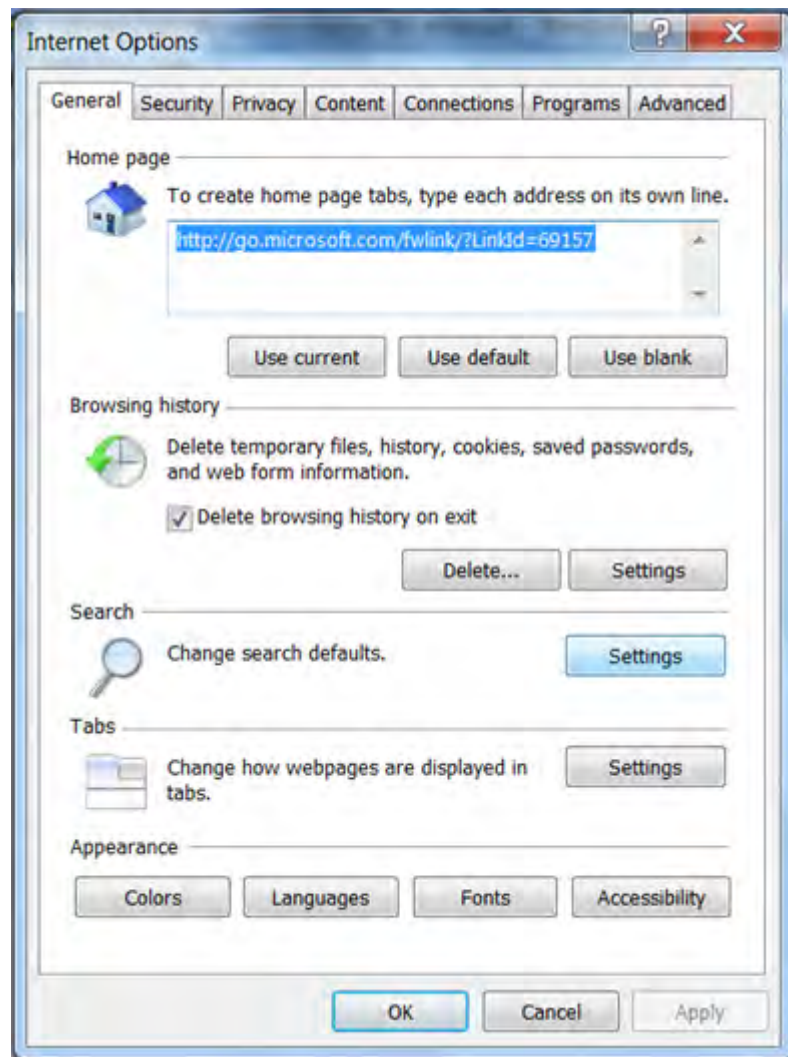 Internet Options
General Security Privacy Content Connections Programs Advanced
Home page
To create home page tabs, type each address on its own line.
http://go.microsoft.com/fwlink/?LinkId=69157
Use current Use default Use blank
Browsing history
Delete temporary files, history, cookies, saved passwords,
and web form information.
Delete browsing history on exit
Delete... Settings
Search
Change search defaults. Settings
Tabs
Change how webpages are displayed in Settings
tabs.
Appearance
Colors Languages Fonts Accessibility
OK Cancel Apply